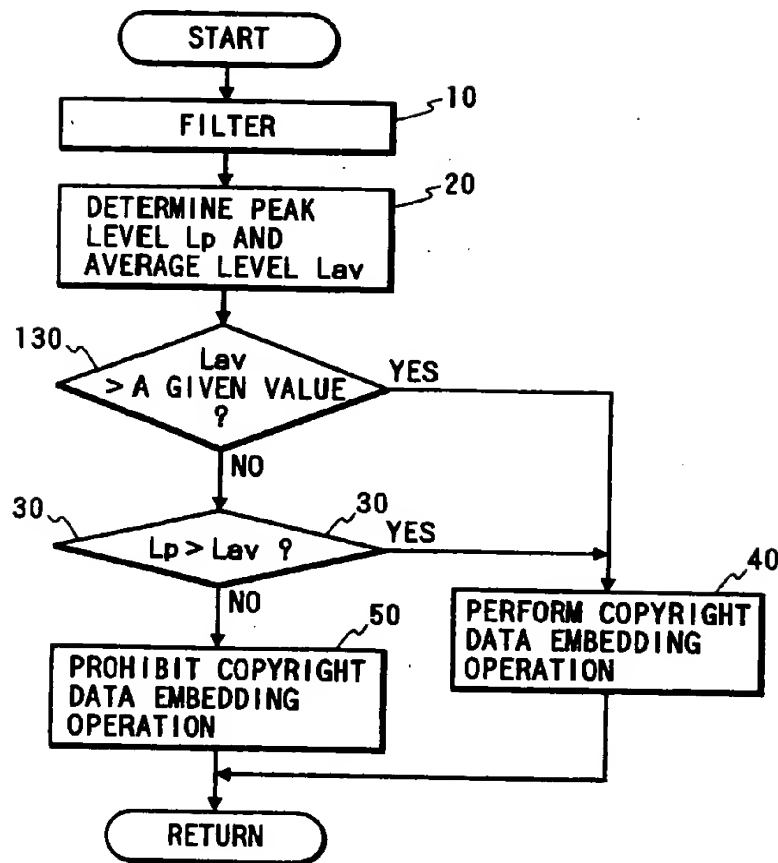 START
10
FILTER
20
DETERMINE PEAK
LEVEL Lp AND
AVERAGE LEVEL Lav
130
Lav
> A GIVEN VALUE
?
YES
NO
30
30
Lp > Lav ?
YES
NO
40
PERFORM COPYRIGHT
DATA EMBEDDING
OPERATION
50
PROHIBIT COPYRIGHT
DATA EMBEDDING
OPERATION
RETURN